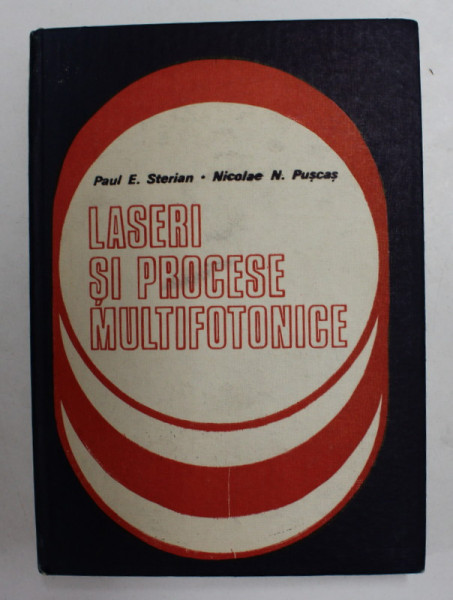 Paul E. Sterian • Nicolae N. Pușcaș
LASERI
ȘI PROCESE
MULTIFOTONICE